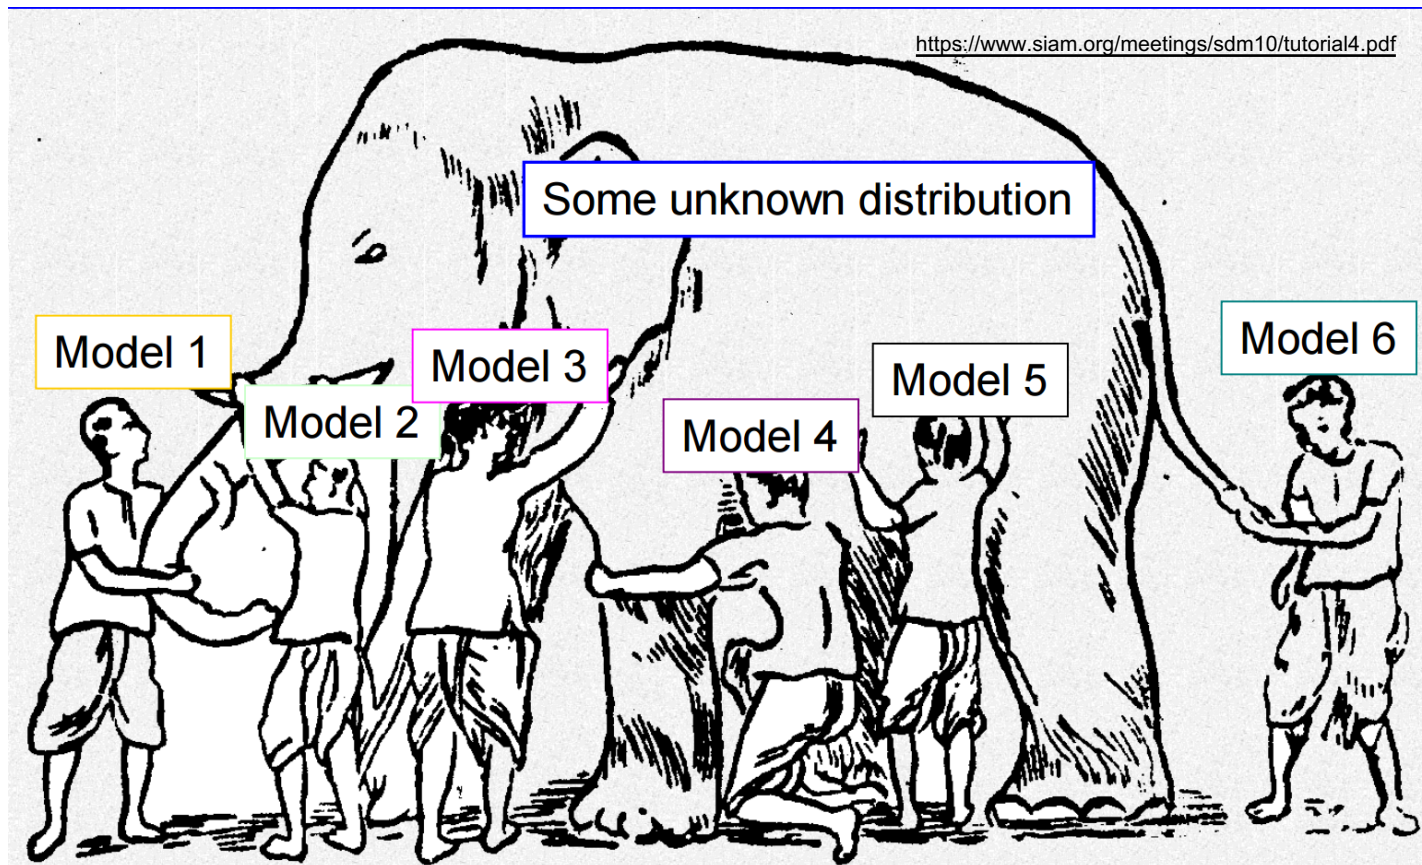 https://www.siam.org/meetings/sdm10/tutorial4.pdf
Some unknown distribution
Model 1
Model 2
Model 3
Model 4
Model 5
Model 6